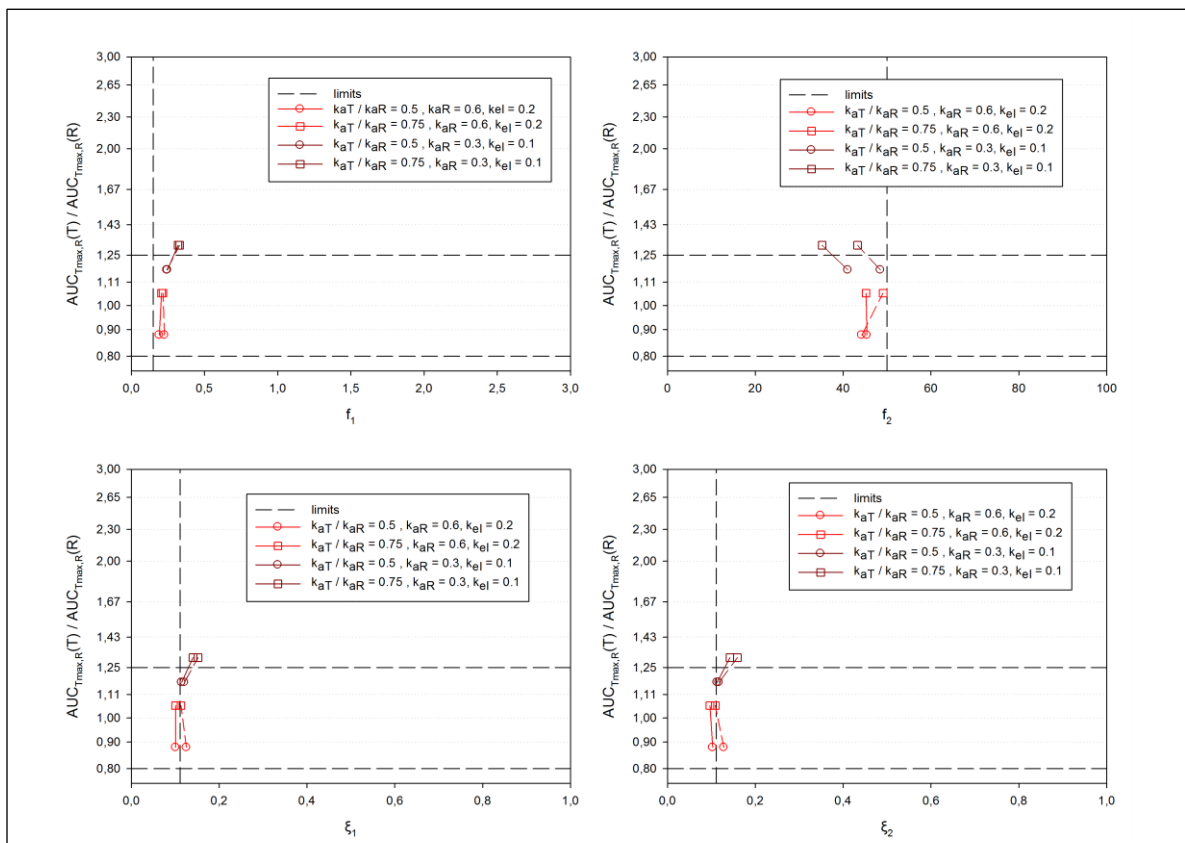 3,00
2,65
2,30
2,00
1,67
1,43
1,25
1,11
1,00
0,90
0,80
AUCTmax,R(T) / AUCTmax,R(R)
limits
kaT / kaR = 0.5 , kaR = 0.6, kel = 0.2
kaT / kaR = 0.75 , kaR = 0.6, kel = 0.2
kaT / kaR = 0.5 , kaR = 0.3, kel = 0.1
kaT / kaR = 0.75 , kaR = 0.3, kel = 0.1
0,0 0,5 1,0 1,5 2,0 2,5 3,0
f1
3,00
2,65
2,30
2,00
1,67
1,43
1,25
1,11
1,00
0,90
0,80
AUCTmax,R(T) / AUCTmax,R(R)
limits
kaT / kaR = 0.5 , kaR = 0.6, kel = 0.2
kaT / kaR = 0.75 , kaR = 0.6, kel = 0.2
kaT / kaR = 0.5 , kaR = 0.3, kel = 0.1
kaT / kaR = 0.75 , kaR = 0.3, kel = 0.1
0 20 40 60 80 100
f2
3,00
2,65
2,30
2,00
1,67
1,43
1,25
1,11
1,00
0,90
0,80
AUCTmax,R(T) / AUCTmax,R(R)
limits
kaT / kaR = 0.5 , kaR = 0.6, kel = 0.2
kaT / kaR = 0.75 , kaR = 0.6, kel = 0.2
kaT / kaR = 0.5 , kaR = 0.3, kel = 0.1
kaT / kaR = 0.75 , kaR = 0.3, kel = 0.1
0,0 0,2 0,4 0,6 0,8 1,0
ξ1
3,00
2,65
2,30
2,00
1,67
1,43
1,25
1,11
1,00
0,90
0,80
AUCTmax,R(T) / AUCTmax,R(R)
limits
kaT / kaR = 0.5 , kaR = 0.6, kel = 0.2
kaT / kaR = 0.75 , kaR = 0.6, kel = 0.2
kaT / kaR = 0.5 , kaR = 0.3, kel = 0.1
kaT / kaR = 0.75 , kaR = 0.3, kel = 0.1
0,0 0,2 0,4 0,6 0,8 1,0
ξ2